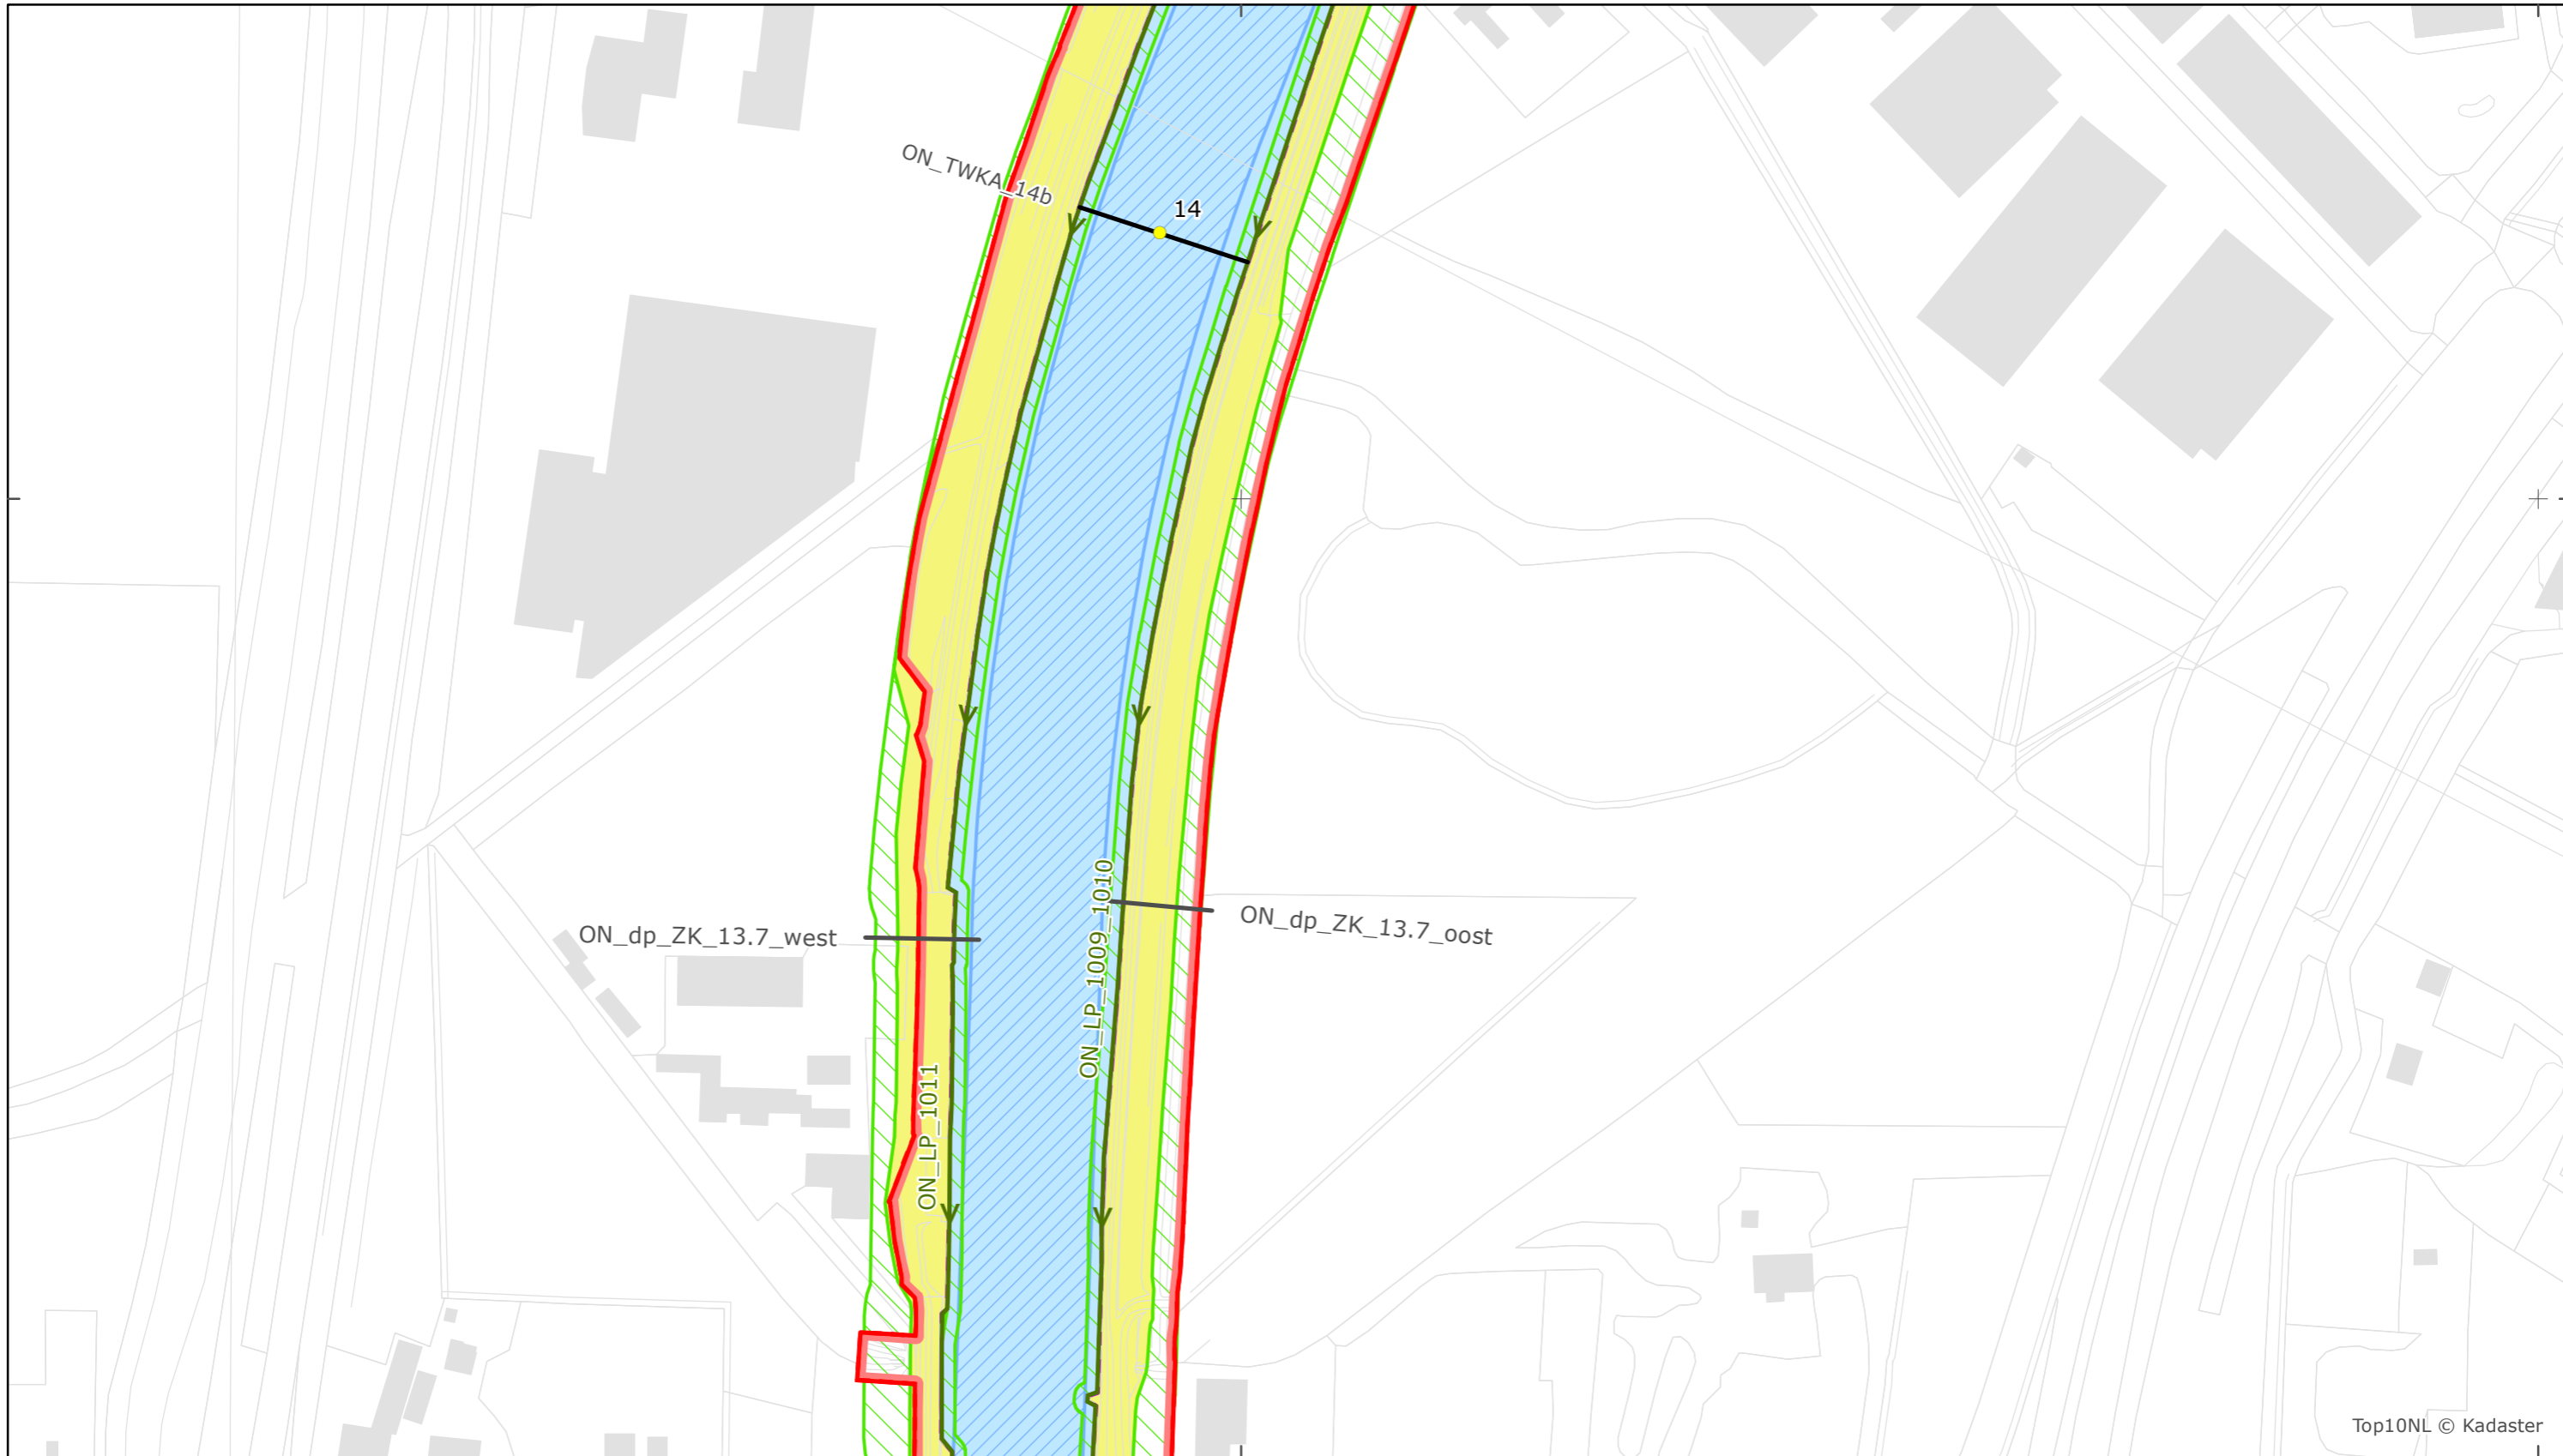 ON_TWKA_14b
14
ON_LP_1009_1010
ON_dp_ZK_13.7_west
ON_dp_ZK_13.7_oost
ON_LP_1011
Top10NL © Kadaster